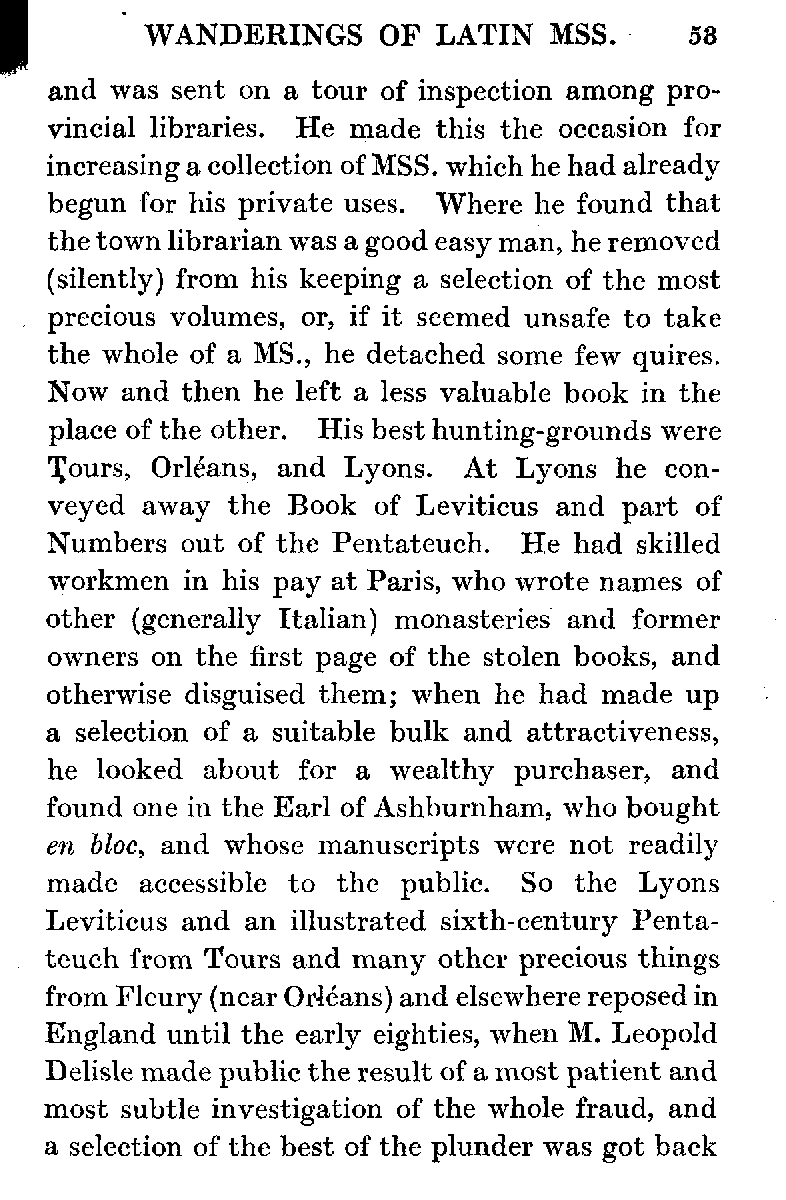 WANDERINGS OF LATIN MSS. 53
and was sent on a tour of inspection among pro-
vincial libraries. He made this the occasion for
increasing a collection of MSS. which he had already
begun for his private uses. Where he found that
the town librarian was a good easy man, he removed
(silently) from his keeping a selection of the most
precious volumes, or, if it seemed unsafe to take
the whole of a MS., he detached some few quires.
Now and then he left a less valuable book in the
place of the other. His best hunting-grounds were
Tours, Orléans, and Lyons. At Lyons he con-
veyed away the Book of Leviticus and part of
Numbers out of the Pentateuch. He had skilled
workmen in his pay at Paris, who wrote names of
other (generally Italian) monasteries and former
owners on the first page of the stolen books, and
otherwise disguised them; when he had made up
a selection of a suitable bulk and attractiveness,
he looked about for a wealthy purchaser, and
found one in the Earl of Ashburnham, who bought
en bloc, and whose manuscripts were not readily
made accessible to the public. So the Lyons
Leviticus and an illustrated sixth-century Penta-
teuch from Tours and many other precious things
from Fleury (near Orléans) and elsewhere reposed in
England until the early eighties, when M. Leopold
Delisle made public the result of a most patient and
most subtle investigation of the whole fraud, and
a selection of the best of the plunder was got back